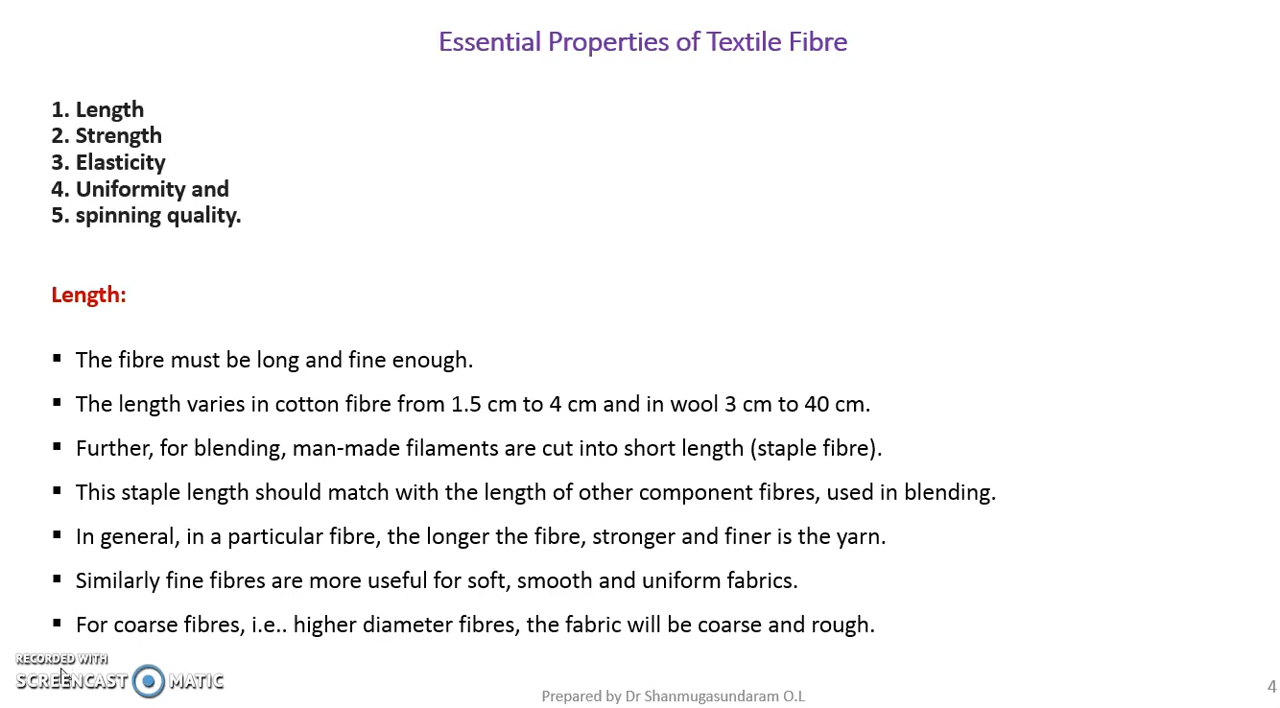 Essential Properties of Textile Fibre
1. Length
2. Strength
3. Elasticity
4. Uniformity and
5. spinning quality.
Length:
▪ The fibre must be long and fine enough.
▪ The length varies in cotton fibre from 1.5 cm to 4 cm and in wool 3 cm to 40 cm.
▪ Further, for blending, man-made filaments are cut into short length (staple fibre).
▪ This staple length should match with the length of other component fibres, used in blending.
▪ In general, in a particular fibre, the longer the fibre, stronger and finer is the yarn.
▪ Similarly fine fibres are more useful for soft, smooth and uniform fabrics.
▪ For coarse fibres, i.e.. higher diameter fibres, the fabric will be coarse and rough.
RECORDED WITH
SCREENCAST MATIC
Prepared by Dr Shanmugasundaram O.L
4